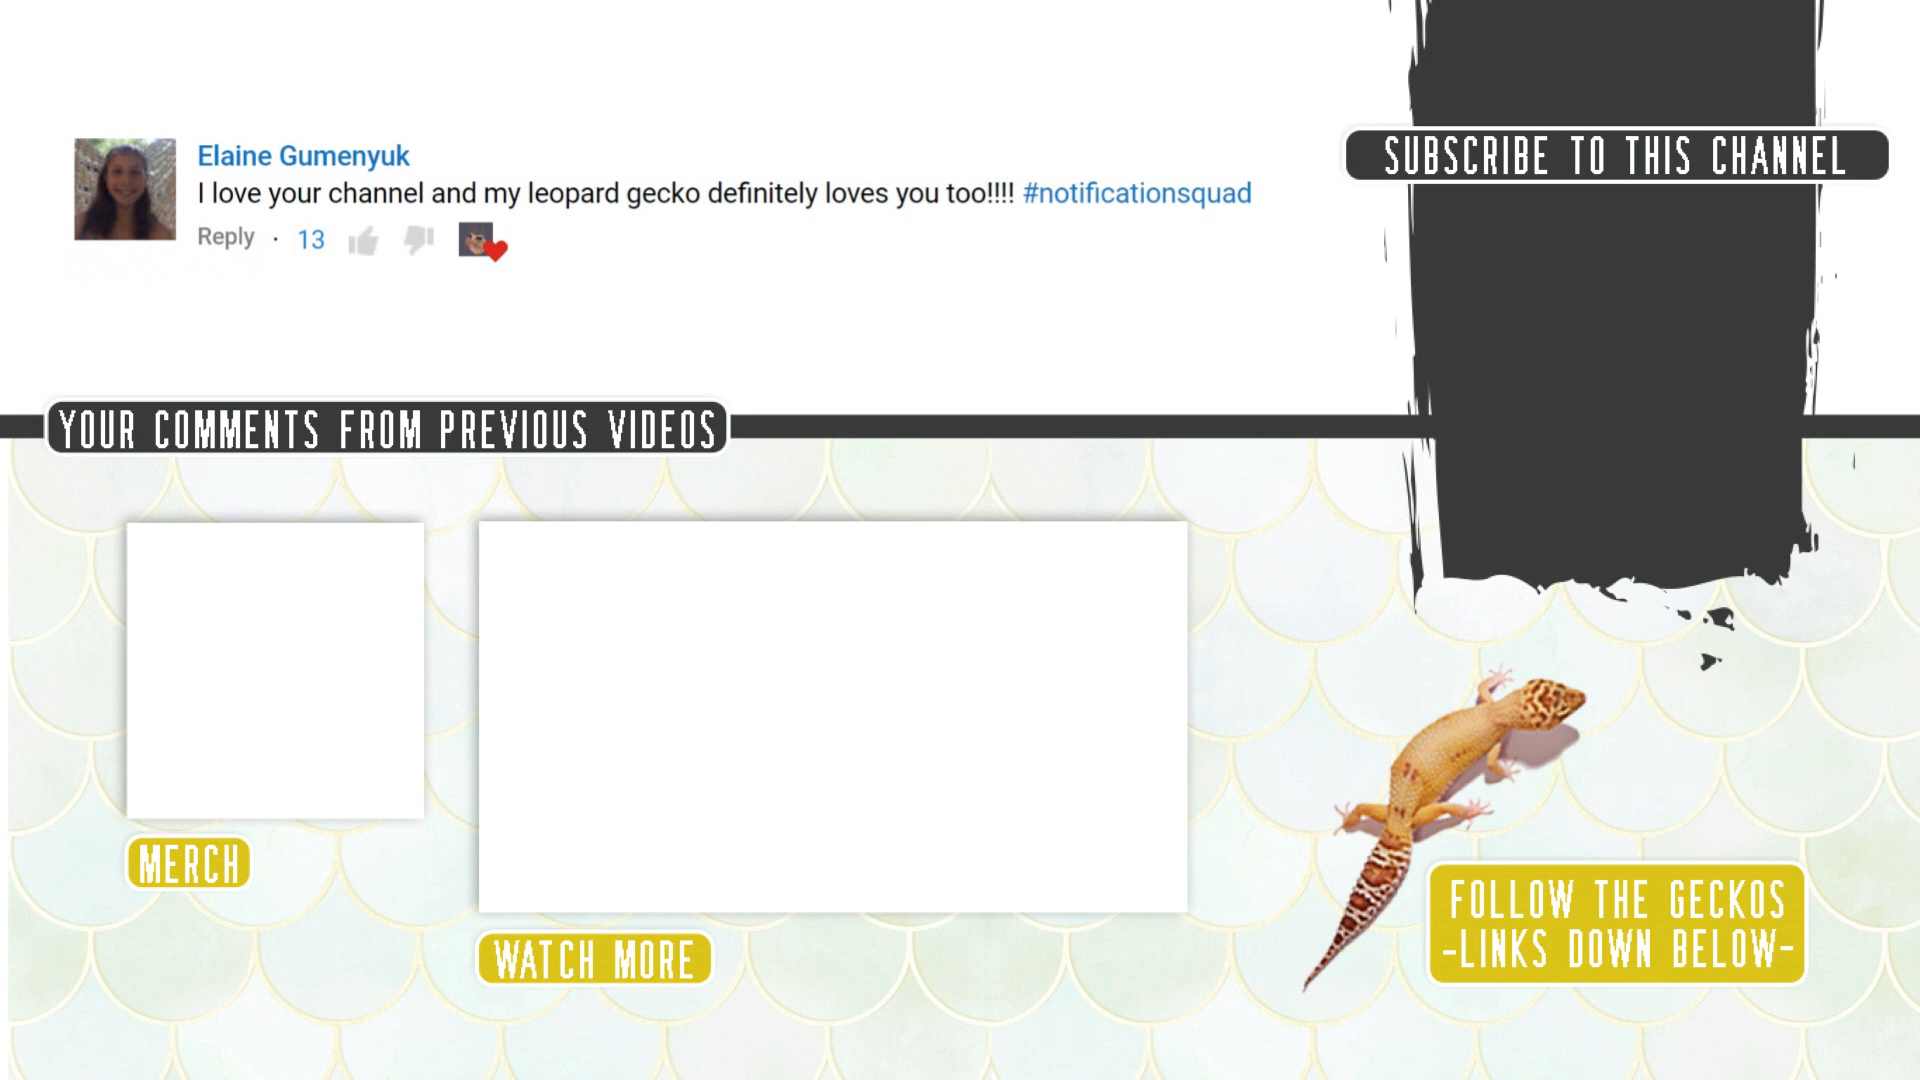 Elaine Gumenyuk
I love your channel and my leopard gecko definitely loves you too!!!! #notificationsquad
Reply · 13
SUBSCRIBE TO THIS CHANNEL
YOUR COMMENTS FROM PREVIOUS VIDEOS
MERCH
WATCH MORE
FOLLOW THE GECKOS
-LINKS DOWN BELOW-